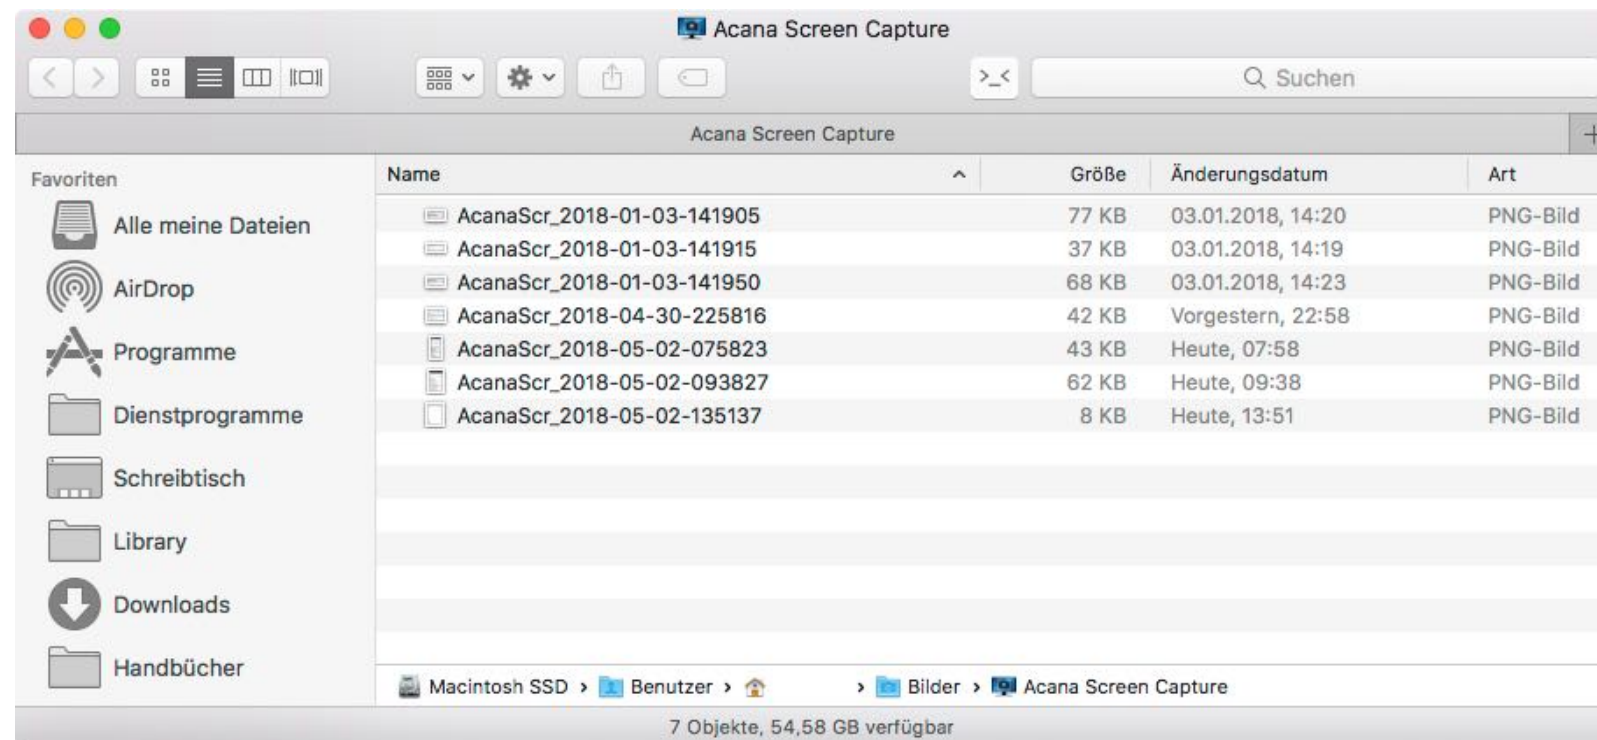 Acana Screen Capture
>_< Suchen
Acana Screen Capture +
Favoriten
Alle meine Dateien
AirDrop
Programme
Dienstprogramme
Schreibtisch
Library
Downloads
Handbücher
Name Größe Änderungsdatum Art
AcanaScr_2018-01-03-141905 77 KB 03.01.2018, 14:20 PNG-Bild
AcanaScr_2018-01-03-141915 37 KB 03.01.2018, 14:19 PNG-Bild
AcanaScr_2018-01-03-141950 68 KB 03.01.2018, 14:23 PNG-Bild
AcanaScr_2018-04-30-225816 42 KB Vorgestern, 22:58 PNG-Bild
AcanaScr_2018-05-02-075823 43 KB Heute, 07:58 PNG-Bild
AcanaScr_2018-05-02-093827 62 KB Heute, 09:38 PNG-Bild
AcanaScr_2018-05-02-135137 8 KB Heute, 13:51 PNG-Bild
Macintosh SSD › Benutzer › › Bilder › Acana Screen Capture
7 Objekte, 54,58 GB verfügbar